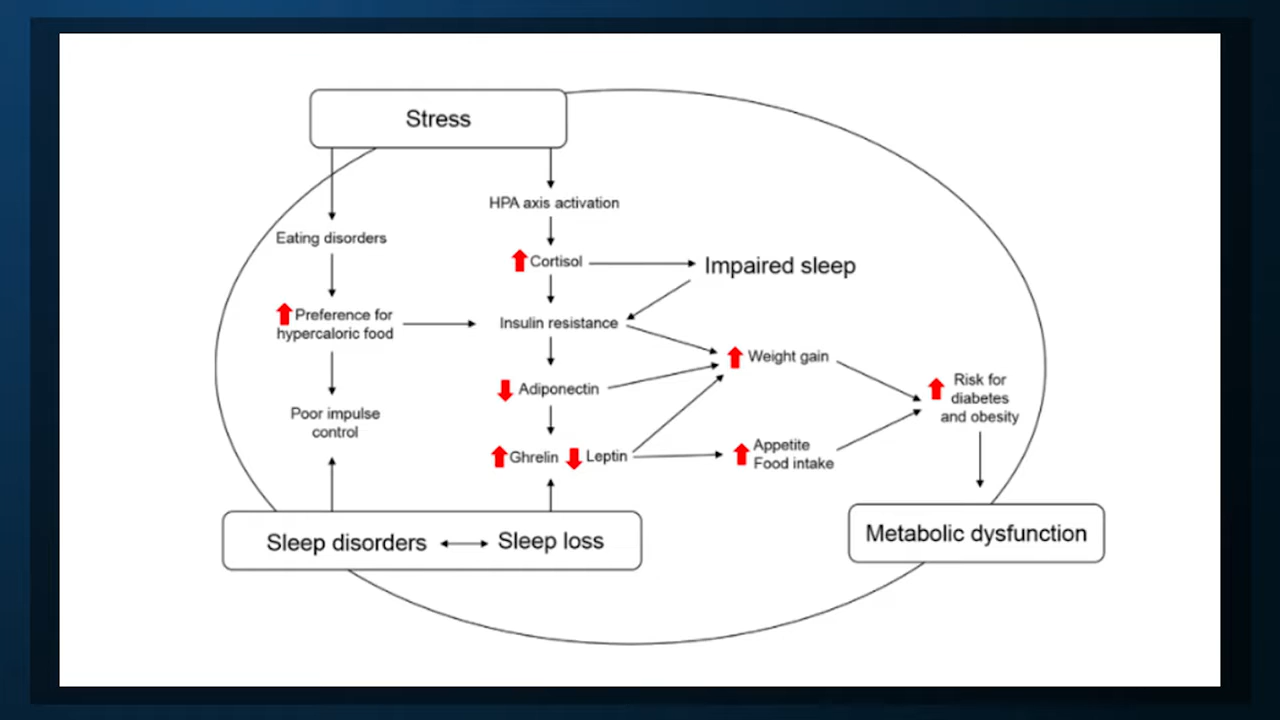 Stress
HPA axis activation
Eating disorders
Cortisol
Impaired sleep
Preference for
hypercaloric food
Insulin resistance
Weight gain
Adiponectin
Risk for
diabetes
and obesity
Poor impulse
control
Ghrelin
Leptin
Appetite
Food intake
Sleep disorders
Sleep loss
Metabolic dysfunction